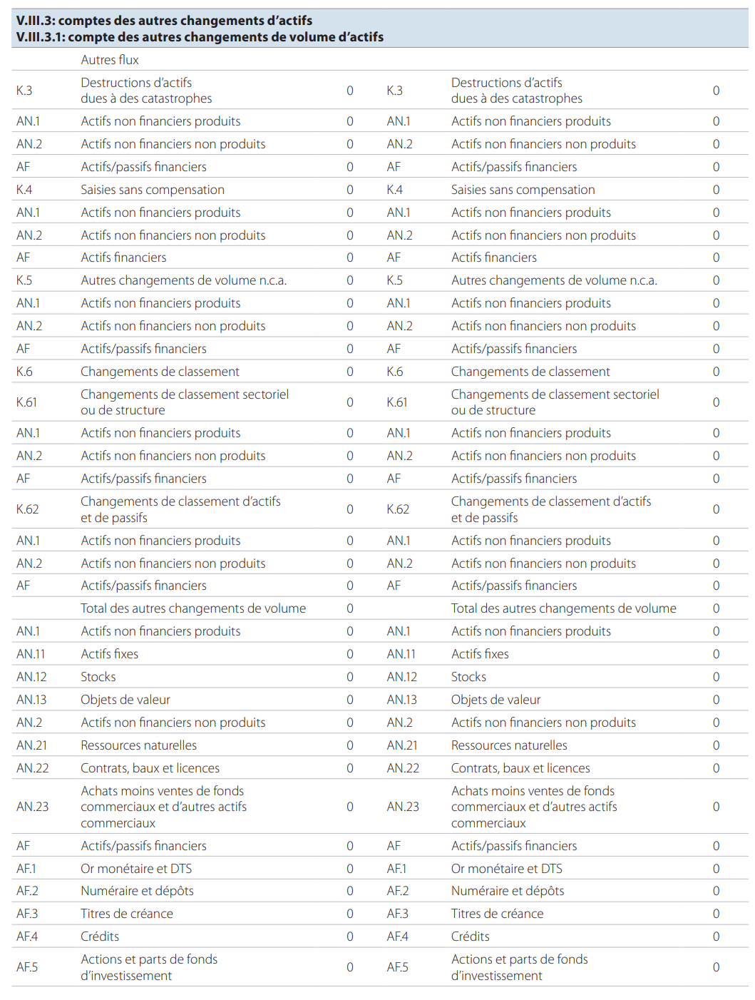 V.III.3: comptes des autres changements d’actifs
V.III.3.1: compte des autres changements de volume d’actifs
Autres flux
K.3 Destructions d’actifs dues à des catastrophes 0 K.3 Destructions d’actifs dues à des catastrophes 0
AN.1 Actifs non financiers produits 0 AN.1 Actifs non financiers produits 0
AN.2 Actifs non financiers non produits 0 AN.2 Actifs non financiers non produits 0
AF Actifs/passifs financiers 0 AF Actifs/passifs financiers 0
K.4 Saisies sans compensation 0 K.4 Saisies sans compensation 0
AN.1 Actifs non financiers produits 0 AN.1 Actifs non financiers produits 0
AN.2 Actifs non financiers non produits 0 AN.2 Actifs non financiers non produits 0
AF Actifs financiers 0 AF Actifs financiers 0
K.5 Autres changements de volume n.c.a. 0 K.5 Autres changements de volume n.c.a. 0
AN.1 Actifs non financiers produits 0 AN.1 Actifs non financiers produits 0
AN.2 Actifs non financiers non produits 0 AN.2 Actifs non financiers non produits 0
AF Actifs/passifs financiers 0 AF Actifs/passifs financiers 0
K.6 Changements de classement 0 K.6 Changements de classement 0
K.61 Changements de classement sectoriel ou de structure 0 K.61 Changements de classement sectoriel ou de structure 0
AN.1 Actifs non financiers produits 0 AN.1 Actifs non financiers produits 0
AN.2 Actifs non financiers non produits 0 AN.2 Actifs non financiers non produits 0
AF Actifs/passifs financiers 0 AF Actifs/passifs financiers 0
K.62 Changements de classement d’actifs et de passifs 0 K.62 Changements de classement d’actifs et de passifs 0
AN.1 Actifs non financiers produits 0 AN.1 Actifs non financiers produits 0
AN.2 Actifs non financiers non produits 0 AN.2 Actifs non financiers non produits 0
AF Actifs/passifs financiers 0 AF Actifs/passifs financiers 0
Total des autres changements de volume 0 Total des autres changements de volume 0
AN.1 Actifs non financiers produits 0 AN.1 Actifs non financiers produits 0
AN.11 Actifs fixes 0 AN.11 Actifs fixes 0
AN.12 Stocks 0 AN.12 Stocks 0
AN.13 Objets de valeur 0 AN.13 Objets de valeur 0
AN.2 Actifs non financiers non produits 0 AN.2 Actifs non financiers non produits 0
AN.21 Ressources naturelles 0 AN.21 Ressources naturelles 0
AN.22 Contrats, baux et licences 0 AN.22 Contrats, baux et licences 0
AN.23 Achats moins ventes de fonds commerciaux et d’autres actifs commerciaux 0 AN.23 Achats moins ventes de fonds commerciaux et d’autres actifs commerciaux 0
AF Actifs/passifs financiers 0 AF Actifs/passifs financiers 0
AF.1 Or monétaire et DTS 0 AF.1 Or monétaire et DTS 0
AF.2 Numéraire et dépôts 0 AF.2 Numéraire et dépôts 0
AF.3 Titres de créance 0 AF.3 Titres de créance 0
AF.4 Crédits 0 AF.4 Crédits 0
AF.5 Actions et parts de fonds d’investissement 0 AF.5 Actions et parts de fonds d’investissement 0